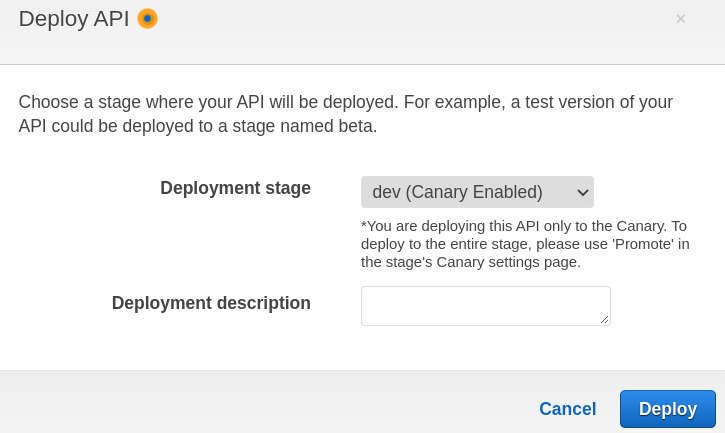 Deploy API
×
Choose a stage where your API will be deployed. For example, a test version of your
API could be deployed to a stage named beta.
Deployment stage
dev (Canary Enabled)
*You are deploying this API only to the Canary. To
deploy to the entire stage, please use 'Promote' in
the stage's Canary settings page.
Deployment description
Cancel
Deploy